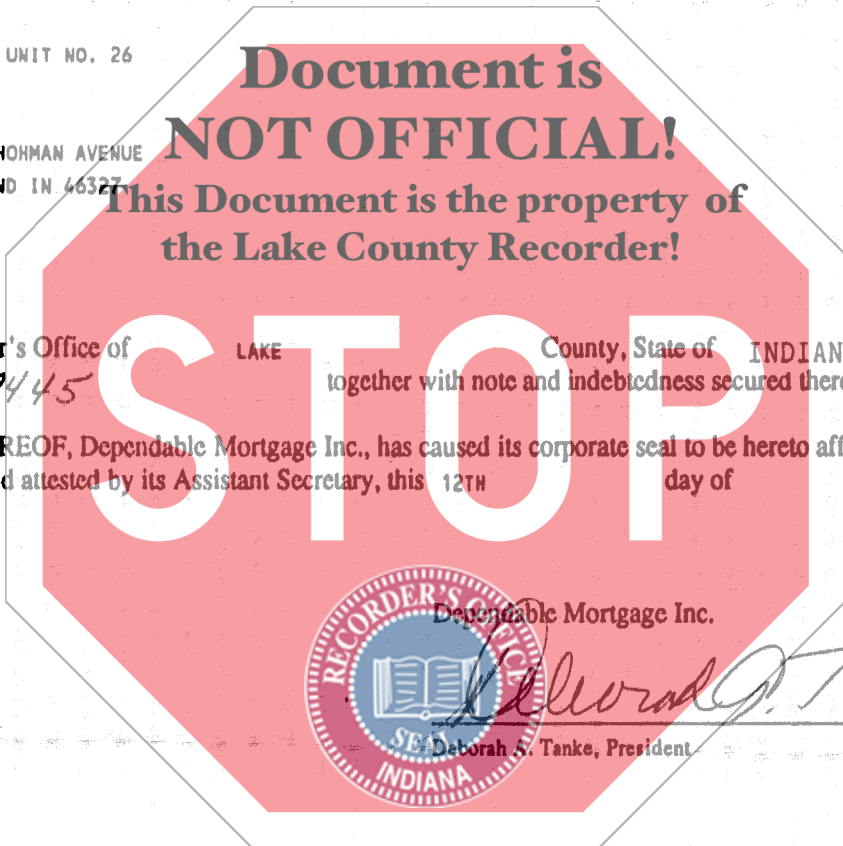 UNIT NO. 26
Document is
NOT OFFICIAL!
HOHMAN AVENUE
ND IN 46327
This Document is the property of
the Lake County Recorder!
STOP
r's Office of LAKE County, State of INDIAN
445 together with note and indebtedness secured there
REOF, Dependable Mortgage Inc., has caused its corporate seal to be hereto aff
d attested by its Assistant Secretary, this 12TH day of
RECORDER'S OFFICE
SEAL
INDIANA
Dependable Mortgage Inc.
Deborah A. Tanke, President